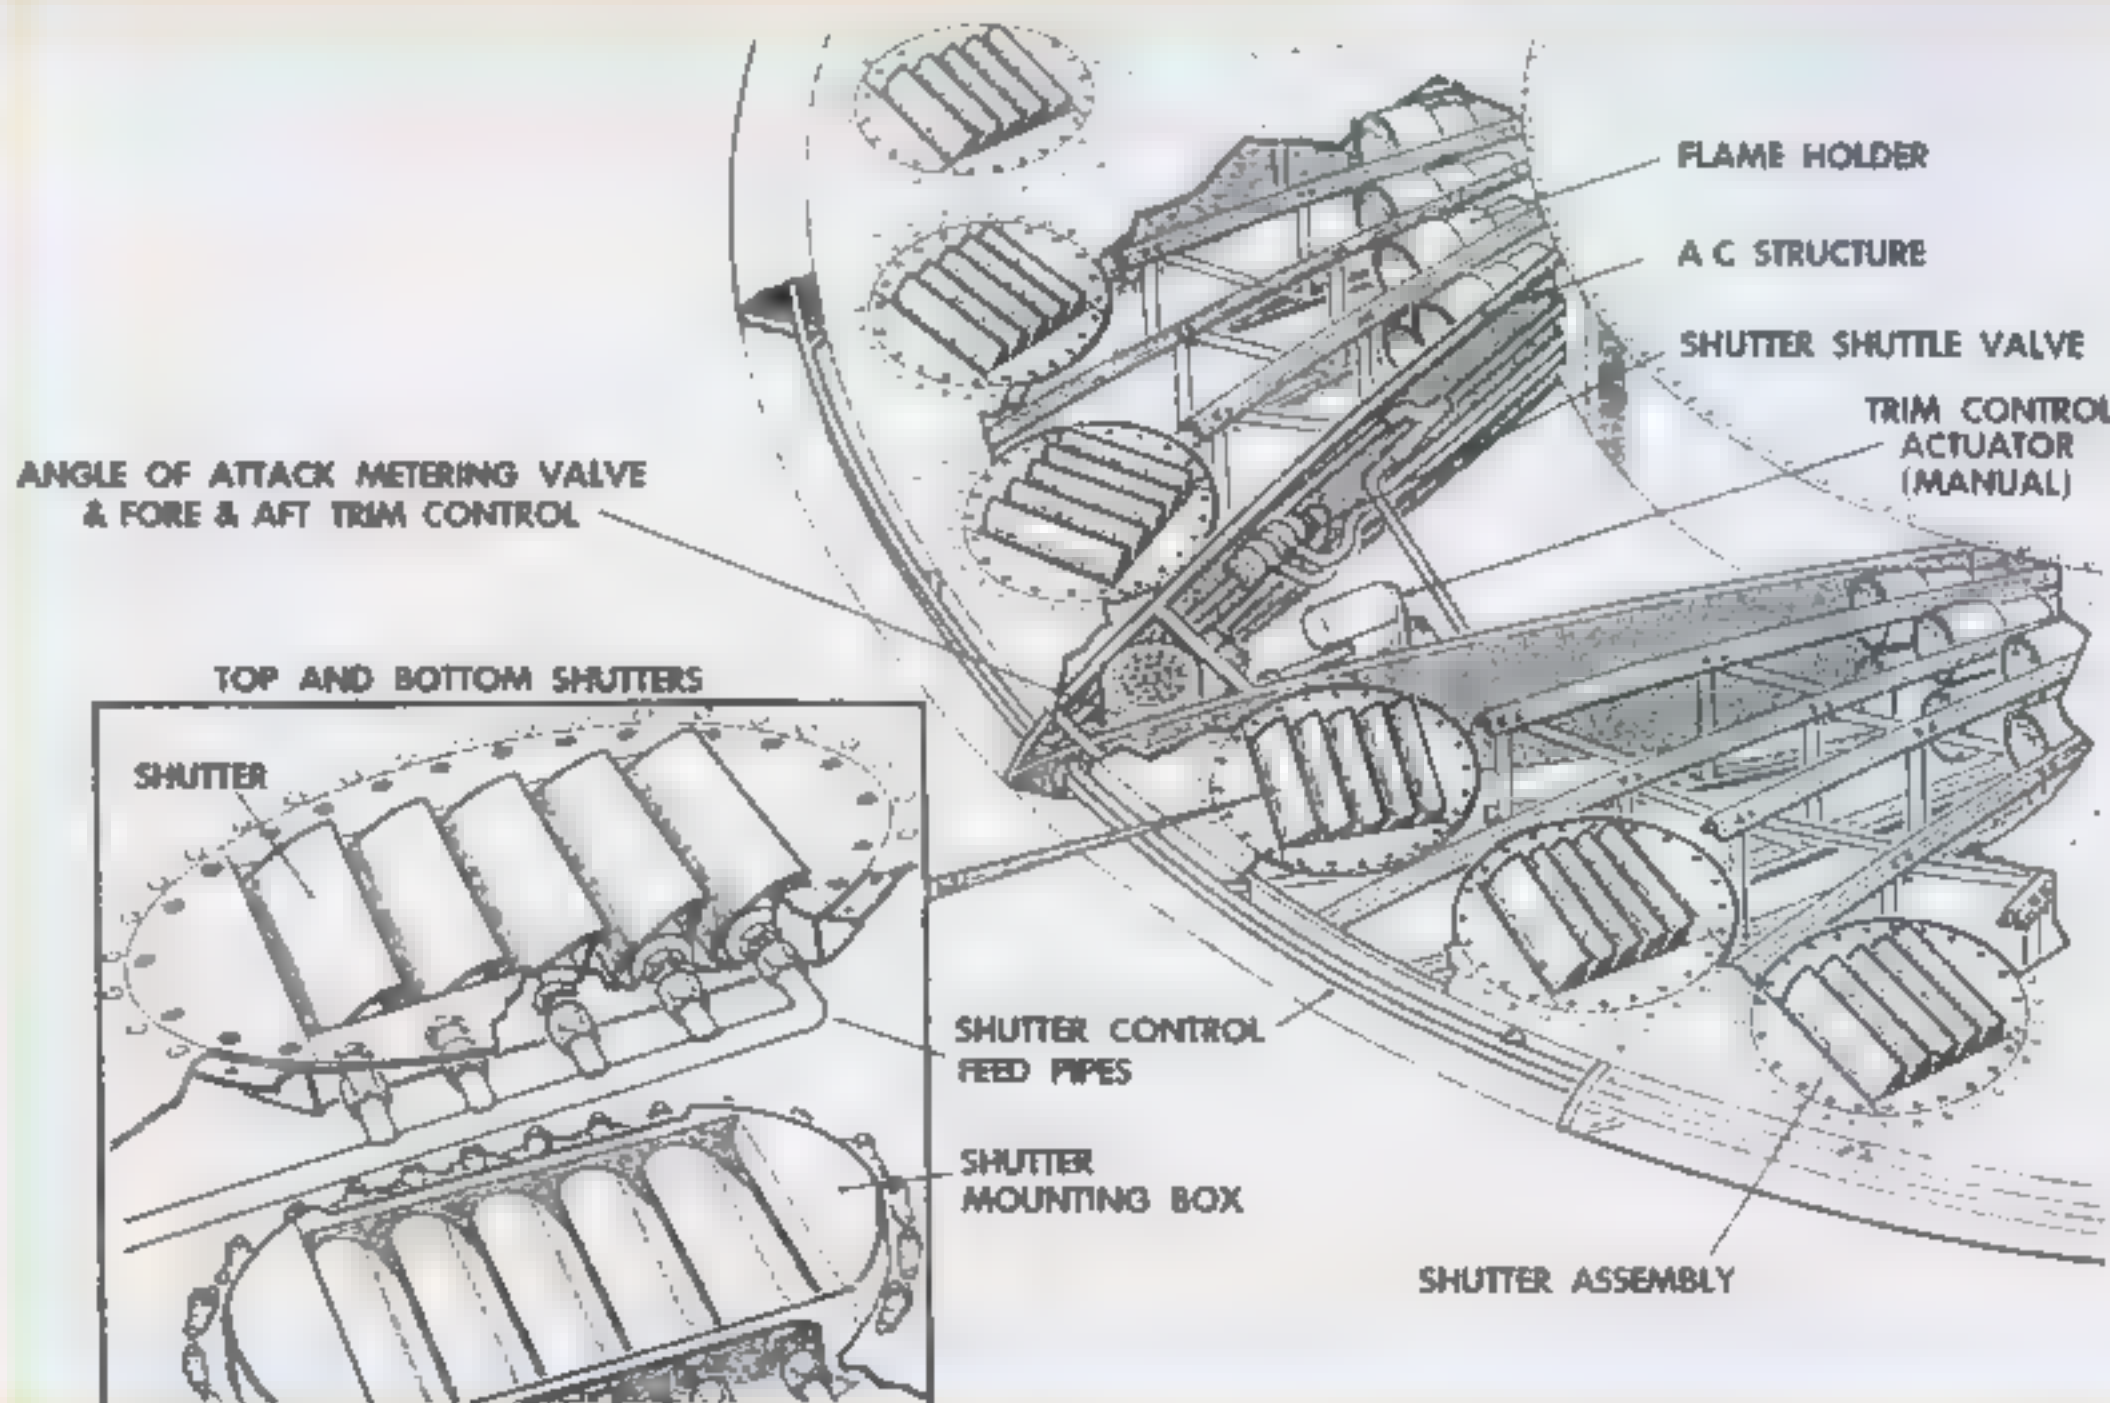 FLAME HOLDER
A C STRUCTURE
SHUTTER SHUTTLE VALVE
TRIM CONTROL
ACTUATOR
(MANUAL)
ANGLE OF ATTACK METERING VALVE
& FORE & AFT TRIM CONTROL
TOP AND BOTTOM SHUTTERS
SHUTTER
SHUTTER CONTROL
FEED PIPES
SHUTTER
MOUNTING BOX
SHUTTER ASSEMBLY